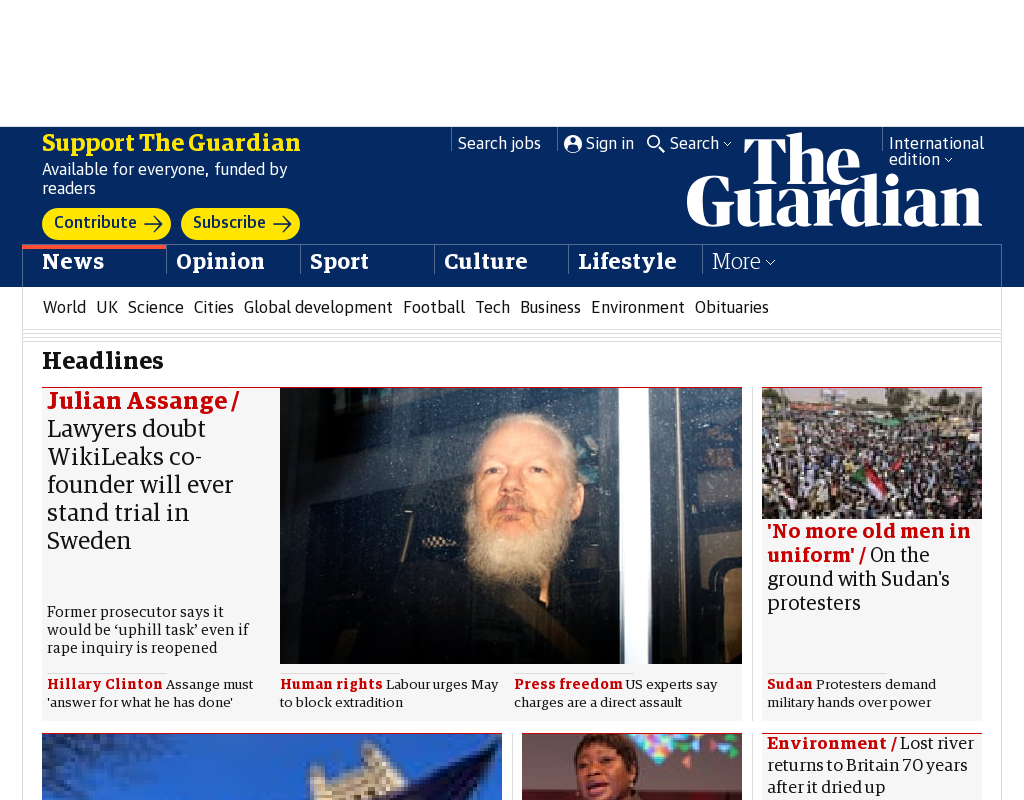 Support The Guardian
Available for everyone, funded by
readers
Contribute
Subscribe
Search jobs
Sign in
Search
The
Guardian
International
edition
News
Opinion
Sport
Culture
Lifestyle
More
World UK Science Cities Global development Football Tech Business Environment Obituaries
Headlines
Julian Assange /
Lawyers doubt
WikiLeaks co-
founder will ever
stand trial in
Sweden
Former prosecutor says it
would be ‘uphill task’ even if
rape inquiry is reopened
Hillary Clinton Assange must
'answer for what he has done'
Human rights Labour urges May
to block extradition
Press freedom US experts say
charges are a direct assault
'No more old men in
uniform' / On the
ground with Sudan's
protesters
Sudan Protesters demand
military hands over power
Environment / Lost river
returns to Britain 70 years
after it dried up